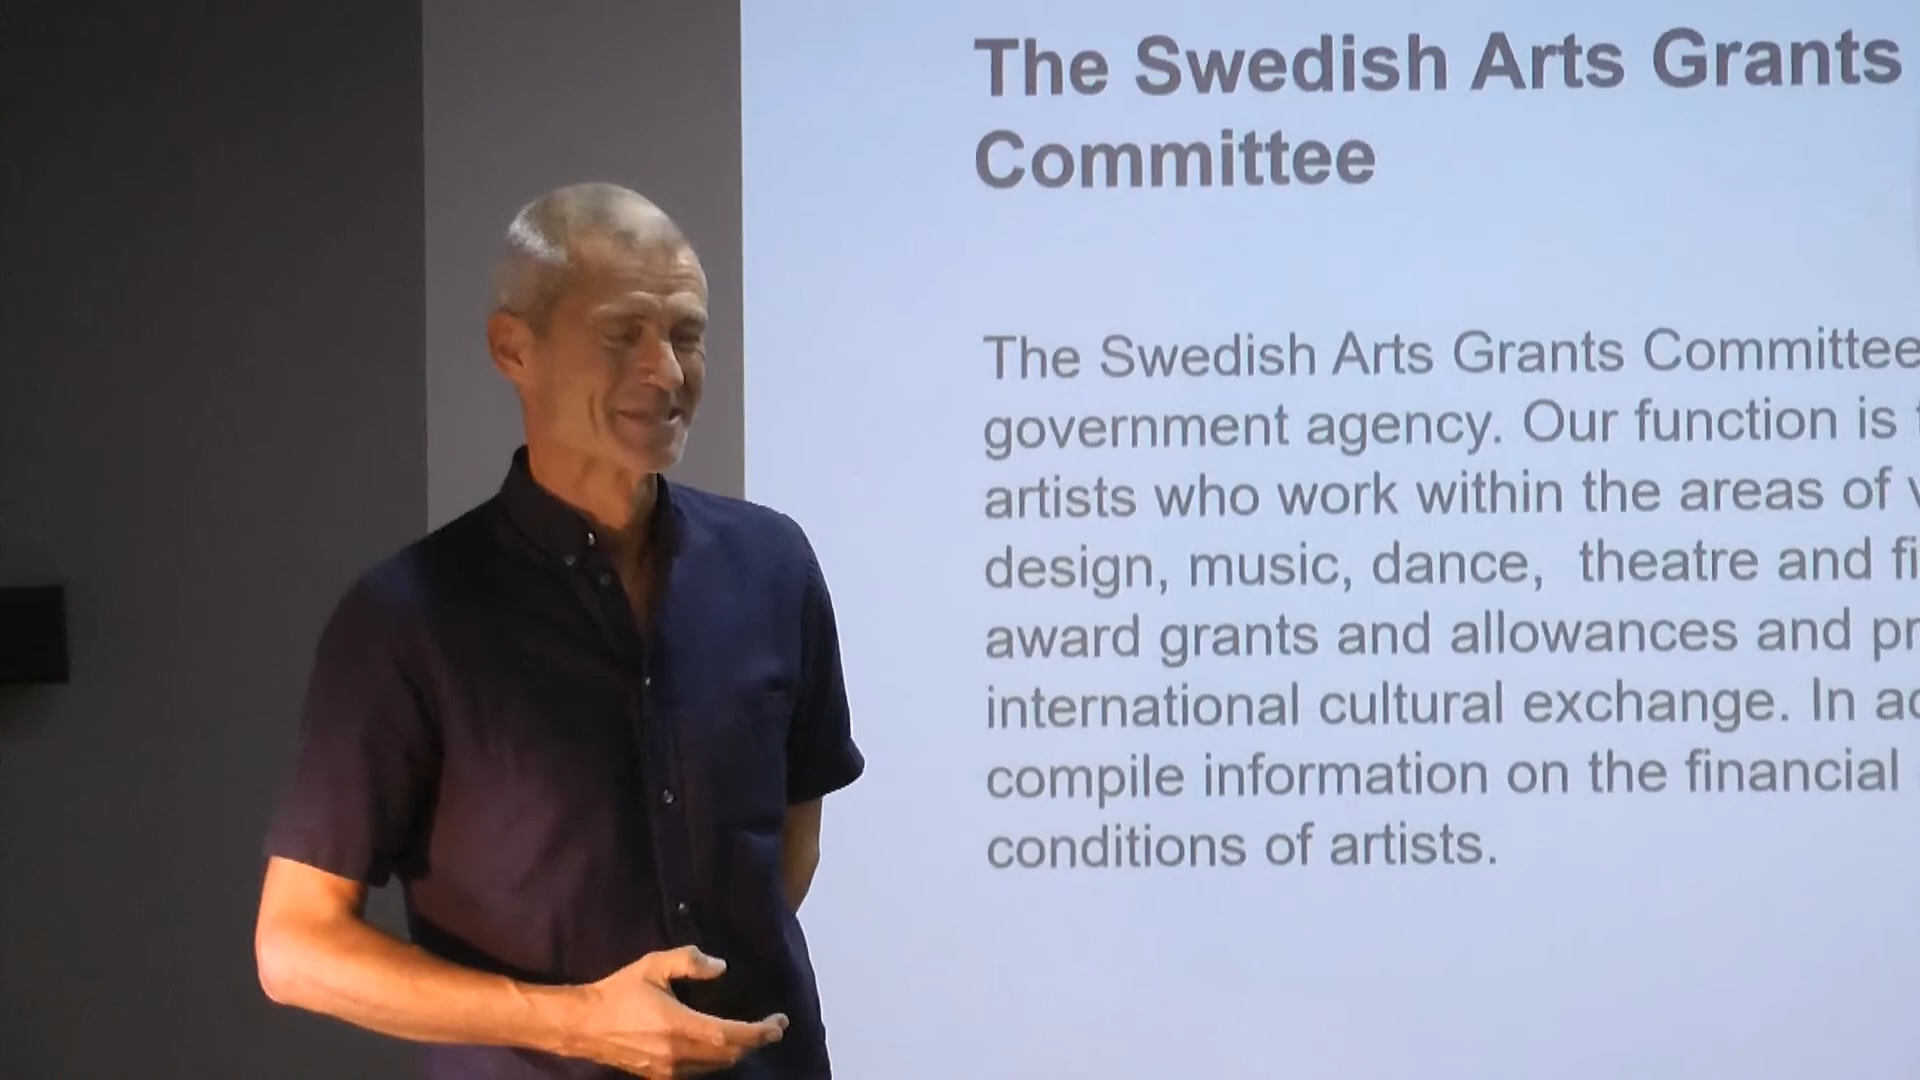 The Swedish Arts Grants
Committee
The Swedish Arts Grants Committee
government agency. Our function is
artists who work within the areas of
design, music, dance, theatre and
award grants and allowances and
international cultural exchange. In
compile information on the financial
conditions of artists.